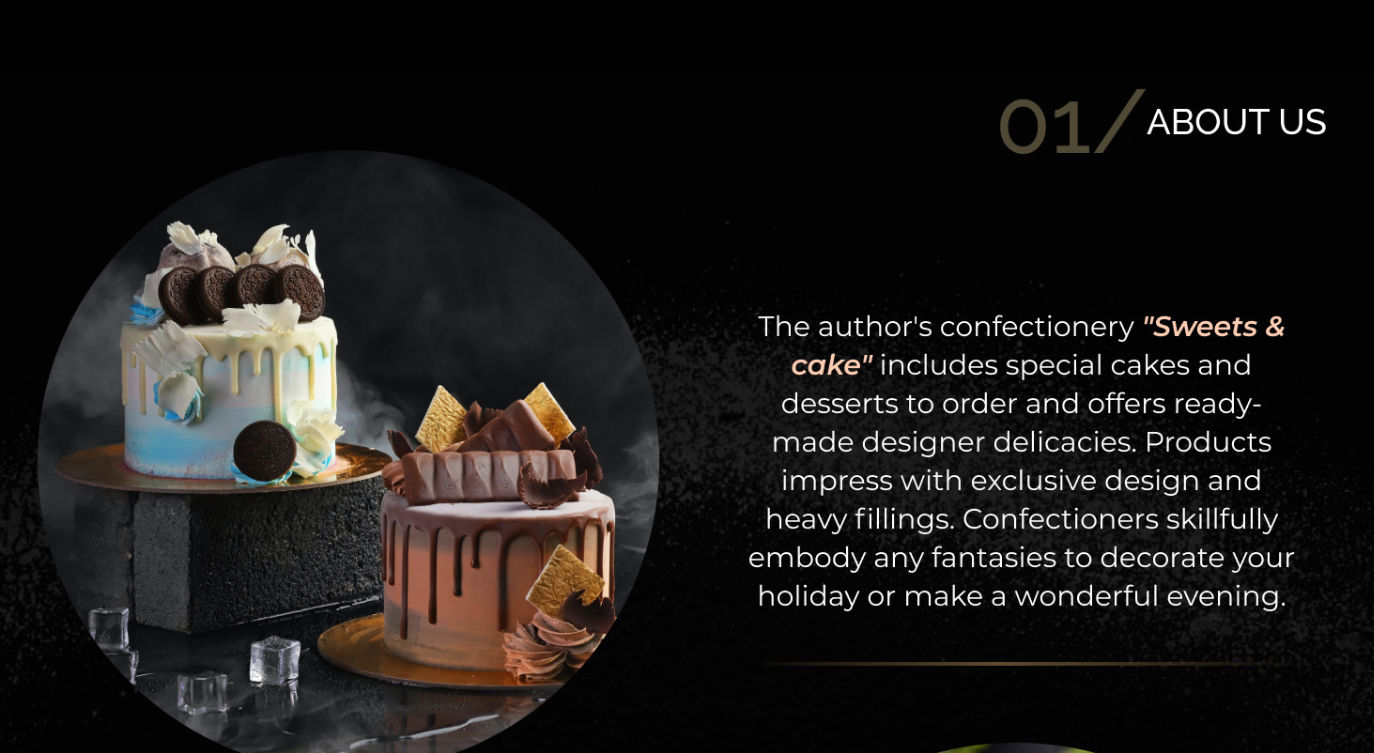 01/ ABOUT US
The author's confectionery "Sweets &
cake" includes special cakes and
desserts to order and offers ready-
made designer delicacies. Products
impress with exclusive design and
heavy fillings. Confectioners skillfully
embody any fantasies to decorate your
holiday or make a wonderful evening.